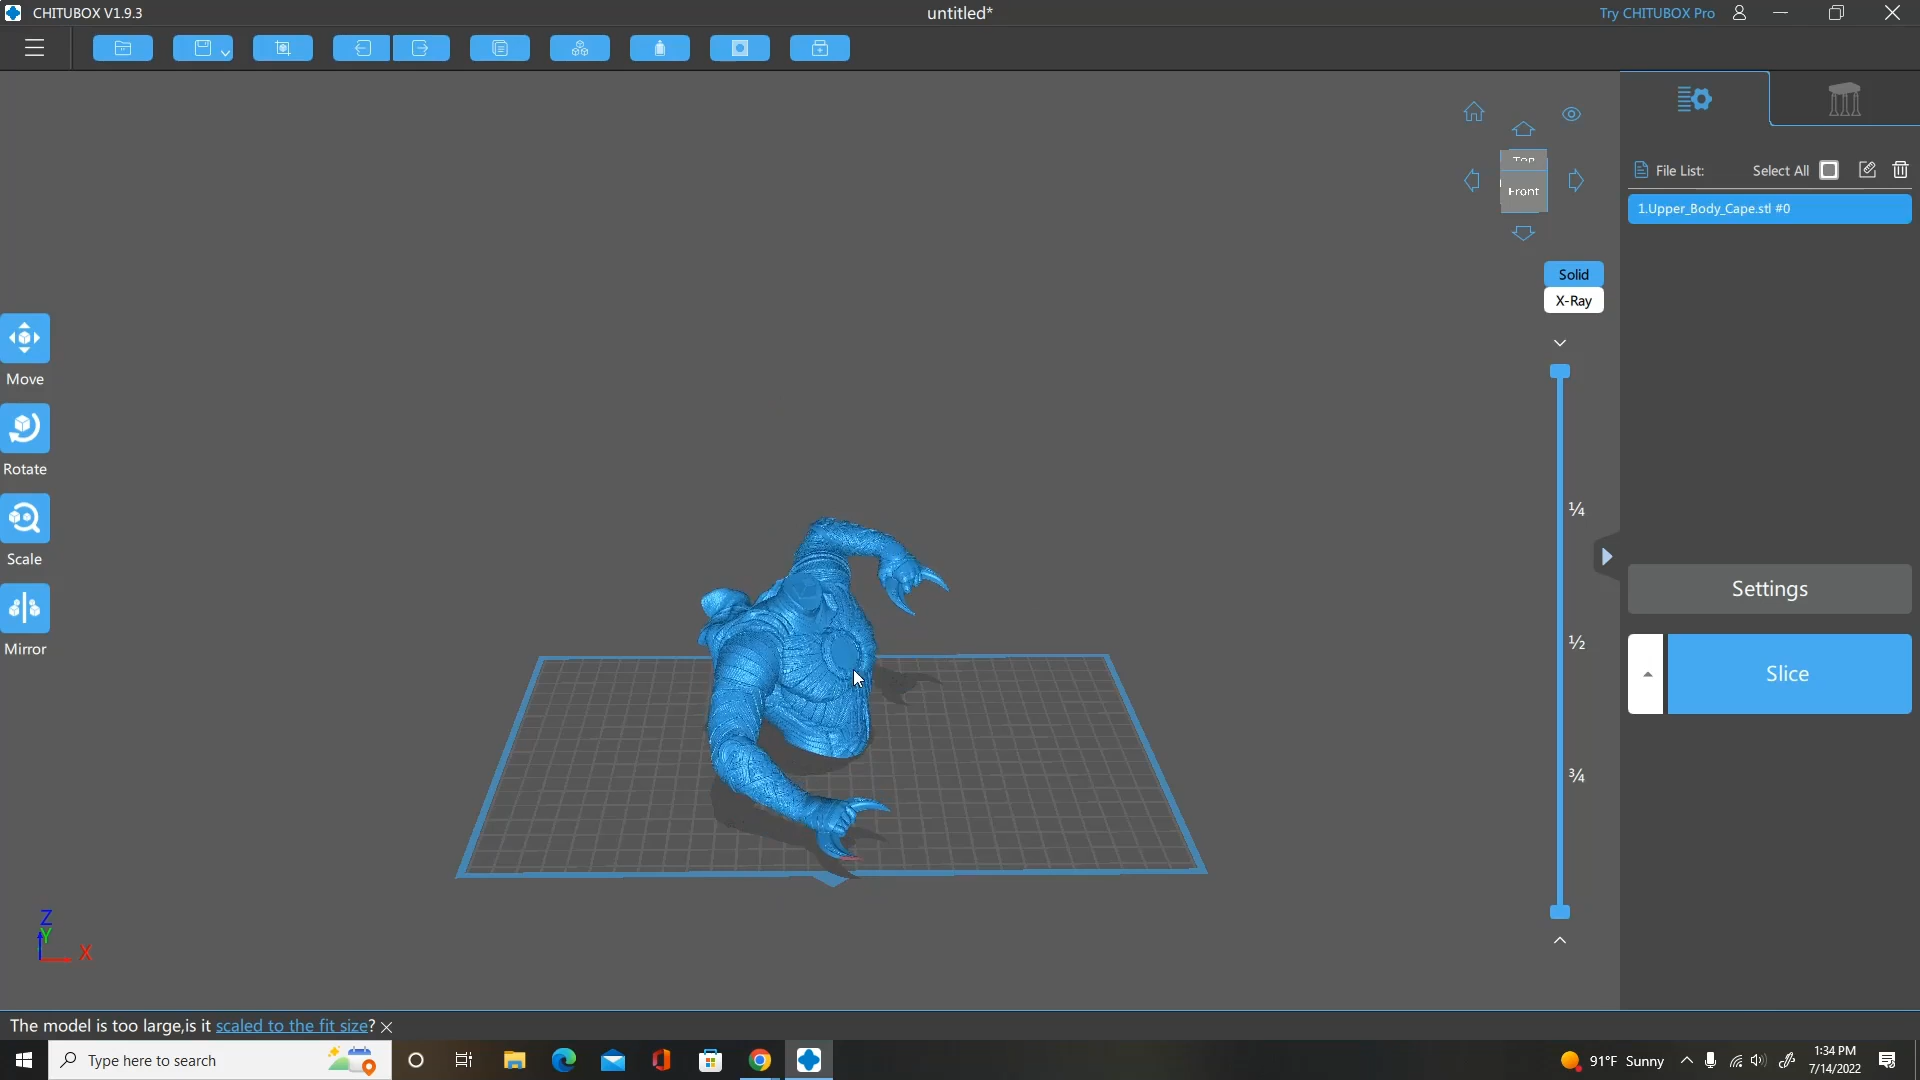 CHITUBOX V1.9.3
untitled*
Try CHITUBOX Pro
Top
Front
Solid
X-Ray
File List:
Select All
1.Upper_Body_Cape.stl #0
Move
Rotate
Scale
Mirror
¼
½
¾
Settings
Slice
Z
Y
X
The model is too large,is it scaled to the fit size?
Type here to search
91°F Sunny
1:34 PM
7/14/2022